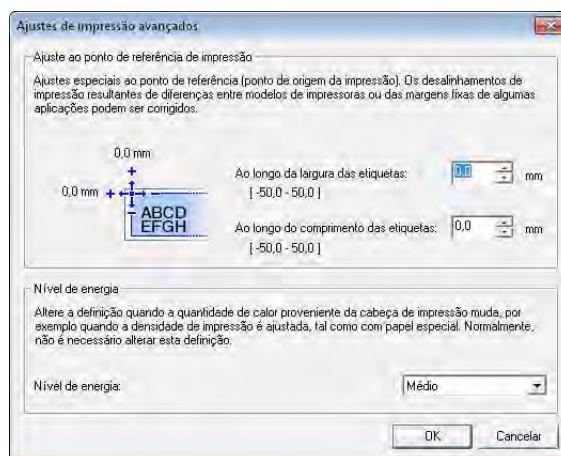 Ajustes de impressão avançados
Ajuste ao ponto de referência de impressão
Ajustes especiais ao ponto de referência (ponto de origem da impressão). Os desalinhamentos de
impressão resultantes de diferenças entre modelos de impressoras ou das margens fixas de algumas
aplicações podem ser corrigidos.
0,0 mm
0,0 mm
ABCD
EFGH
Ao longo da largura das etiquetas: 0,0 mm
[ -50,0 - 50,0 ]
Ao longo do comprimento das etiquetas: 0,0 mm
[ -50,0 - 50,0 ]
Nível de energia
Altere a definição quando a quantidade de calor proveniente da cabeça de impressão muda, por
exemplo quando a densidade de impressão é ajustada, tal como com papel especial. Normalmente,
não é necessário alterar esta definição.
Nível de energia: Médio
OK Cancelar